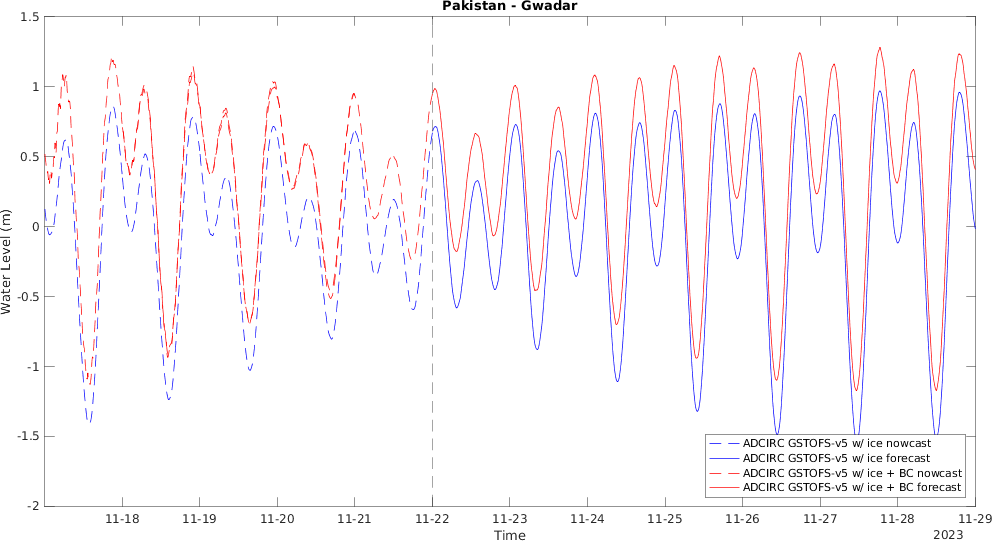 Pakistan - Gwadar
1.5
1
0.5
0
-0.5
-1
-1.5
-2
Water Level (m)
ADCIRC GSTOFS-v5 w/ ice nowcast
ADCIRC GSTOFS-v5 w/ ice forecast
ADCIRC GSTOFS-v5 w/ ice + BC nowcast
ADCIRC GSTOFS-v5 w/ ice + BC forecast
11-18 11-19 11-20 11-21 11-22 11-23 11-24 11-25 11-26 11-27 11-28 11-29
Time
2023